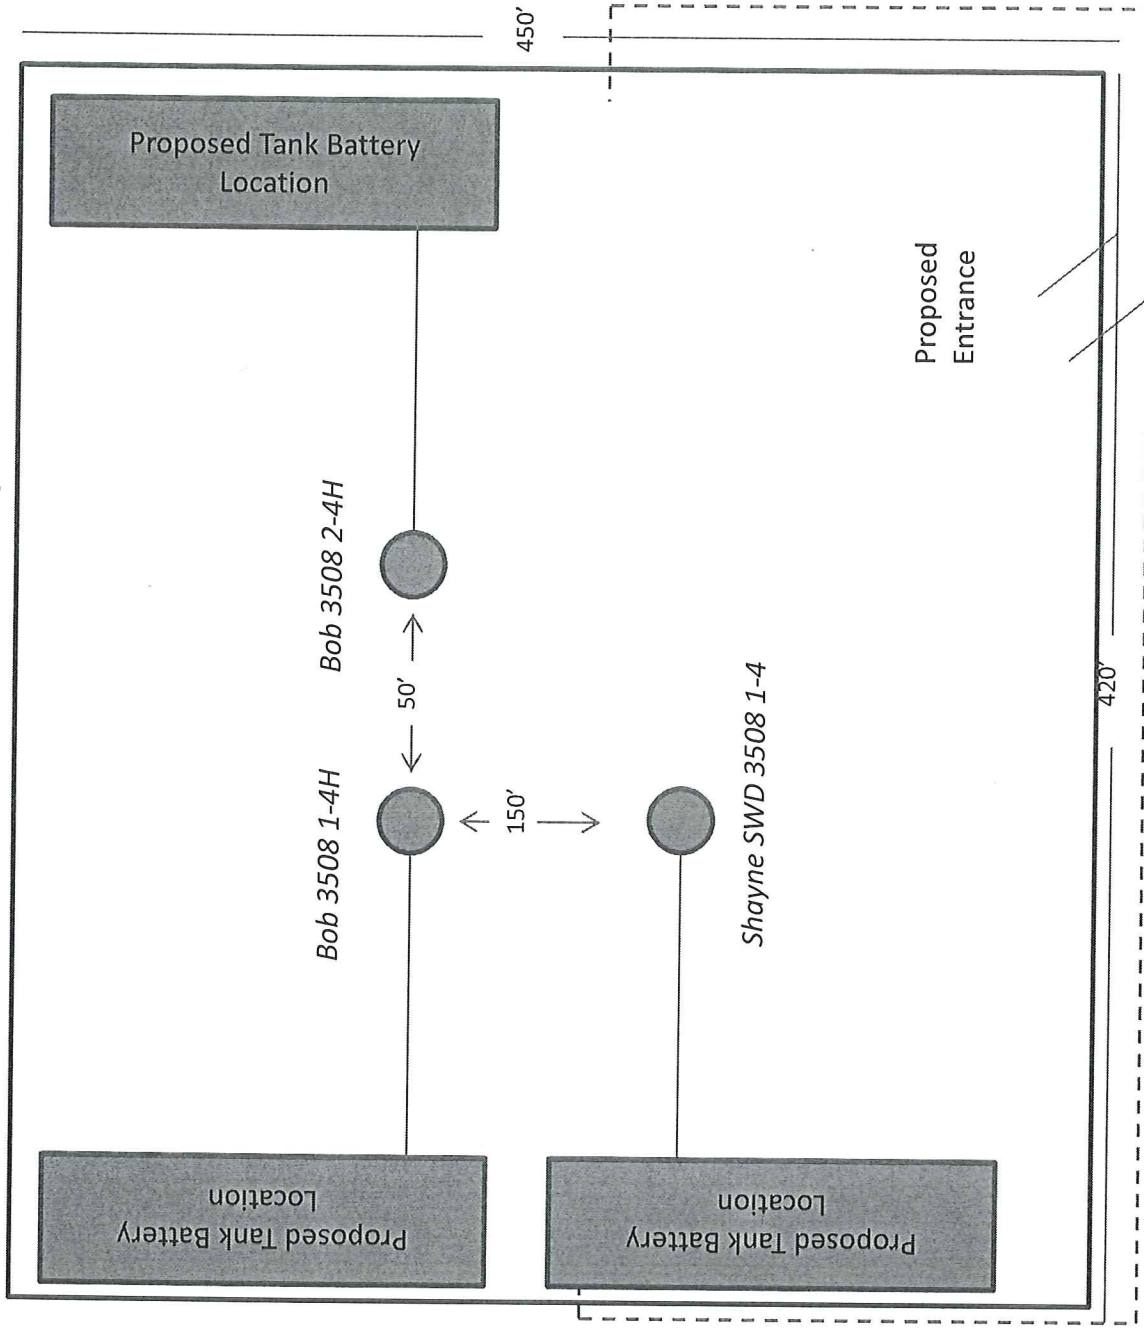 450'
Proposed Tank Battery
Location
Proposed
Entrance
Bob 3508 2-4H
50'
Bob 3508 1-4H
150'
Shayne SWD 3508 1-4
420'
Proposed Tank Battery
Location
Proposed Tank Battery
Location